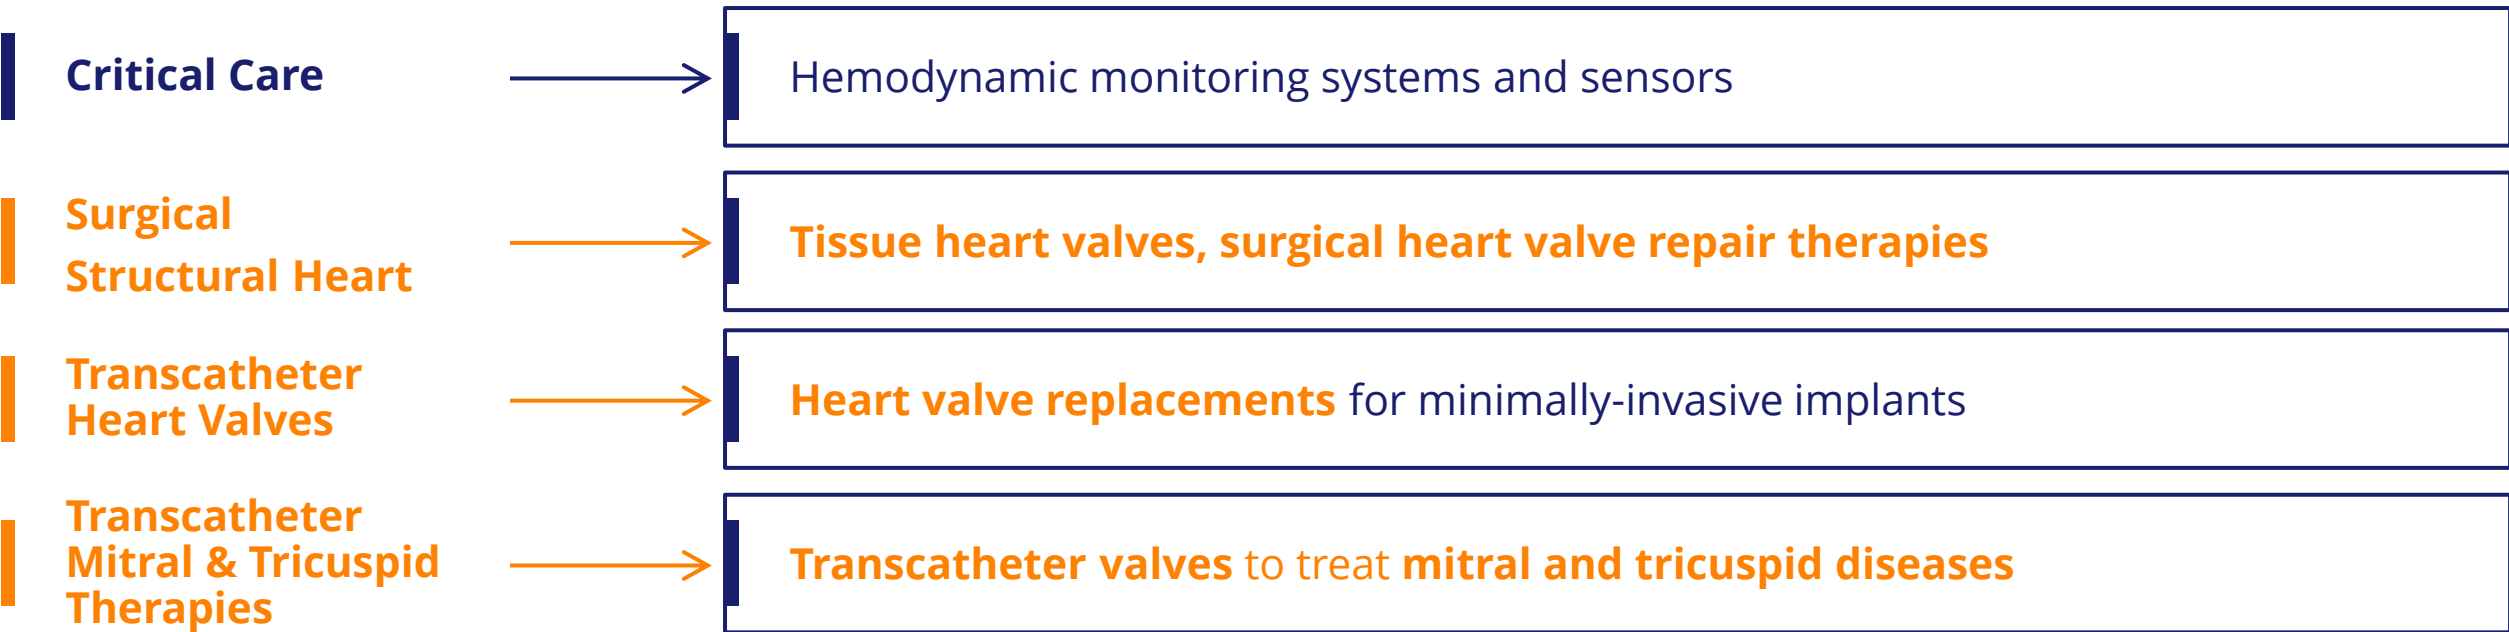 Critical Care
Hemodynamic monitoring systems and sensors
Surgical
Structural Heart
Tissue heart valves, surgical heart valve repair therapies
Transcatheter
Heart Valves
Heart valve replacements for minimally-invasive implants
Transcatheter
Mitral & Tricuspid
Therapies
Transcatheter valves to treat mitral and tricuspid diseases